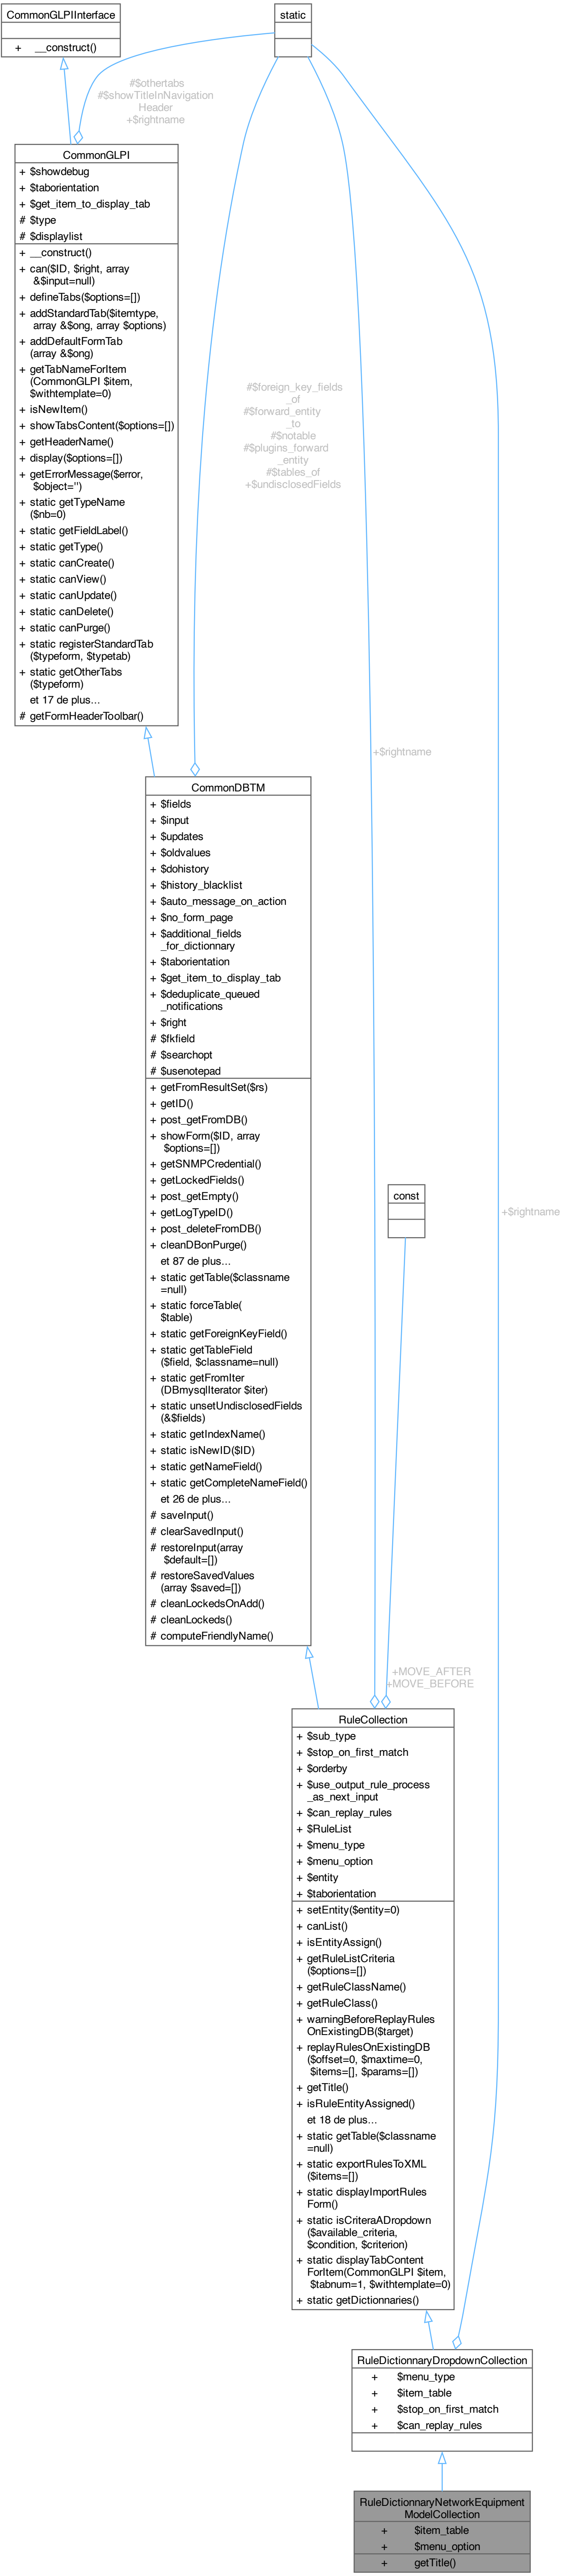 CommonGLPIInterface
+ __construct()
static
#$othertabs
#$showTitleInNavigation
Header
+$rightname
CommonGLPI
+ $showdebug
+ $taborientation
+ $get_item_to_display_tab
# $type
# $displaylist
+ __construct()
+ can($ID, $right, array
&$input=null)
+ defineTabs($options=[])
+ addStandardTab($itemtype,
array &$ong, array $options)
+ addDefaultFormTab
(array &$ong)
+ getTabNameForItem
(CommonGLPI $item,
$withtemplate=0)
+ isNewItem()
+ showTabsContent($options=[])
+ getHeaderName()
+ display($options=[])
+ getErrorMessage($error,
$object='')
+ static getTypeName
($nb=0)
+ static getFieldLabel()
+ static getType()
+ static canCreate()
+ static canView()
+ static canUpdate()
+ static canDelete()
+ static canPurge()
+ static registerStandardTab
($typeform, $typetab)
+ static getOtherTabs
($typeform)
et 17 de plus...
# getFormHeaderToolbar()
#$foreign_key_fields
_of
#$forward_entity
_to
#$notable
#$plugins_forward
_entity
#$tables_of
+$undisclosedFields
+$rightname
CommonDBTM
+ $fields
+ $input
+ $updates
+ $oldvalues
+ $dohistory
+ $history_blacklist
+ $auto_message_on_action
+ $no_form_page
+ $additional_fields
_for_dictionnary
+ $taborientation
+ $get_item_to_display_tab
+ $deduplicate_queued
_notifications
+ $right
# $fkfield
# $searchopt
# $usenotepad
+ getFromResultSet($rs)
+ getID()
+ post_getFromDB()
+ showForm($ID, array
$options=[])
+ getSNMPCredential()
+ getLockedFields()
+ post_getEmpty()
+ getLogTypeID()
+ post_deleteFromDB()
+ cleanDBonPurge()
et 87 de plus...
+ static getTable($classname
=null)
+ static forceTable(
$table)
+ static getForeignKeyField()
+ static getTableField
($field, $classname=null)
+ static getFromIter
(DBmysqlIterator $iter)
+ static unsetUndisclosedFields
(&$fields)
+ static getIndexName()
+ static isNewID($ID)
+ static getNameField()
+ static getCompleteNameField()
et 26 de plus...
# saveInput()
# clearSavedInput()
# restoreInput(array
$default=[])
# restoreSavedValues
(array $saved=[])
# cleanLockedsOnAdd()
# cleanLockeds()
# computeFriendlyName()
const
+$rightname
+MOVE_AFTER
+MOVE_BEFORE
RuleCollection
+ $sub_type
+ $stop_on_first_match
+ $orderby
+ $use_output_rule_process
_as_next_input
+ $can_replay_rules
+ $RuleList
+ $menu_type
+ $menu_option
+ $entity
+ $taborientation
+ setEntity($entity=0)
+ canList()
+ isEntityAssign()
+ getRuleListCriteria
($options=[])
+ getRuleClassName()
+ getRuleClass()
+ warningBeforeReplayRules
OnExistingDB($target)
+ replayRulesOnExistingDB
($offset=0, $maxtime=0,
$items=[], $params=[])
+ getTitle()
+ isRuleEntityAssigned()
et 18 de plus...
+ static getTable($classname
=null)
+ static exportRulesToXML
($items=[])
+ static displayImportRules
Form()
+ static isCriteraADropdown
($available_criteria,
$condition, $criterion)
+ static displayTabContent
ForItem(CommonGLPI $item,
$tabnum=1, $withtemplate=0)
+ static getDictionnaries()
RuleDictionnaryDropdownCollection
+ $menu_type
+ $item_table
+ $stop_on_first_match
+ $can_replay_rules
RuleDictionnaryNetworkEquipment
ModelCollection
+ $item_table
+ $menu_option
+ getTitle()